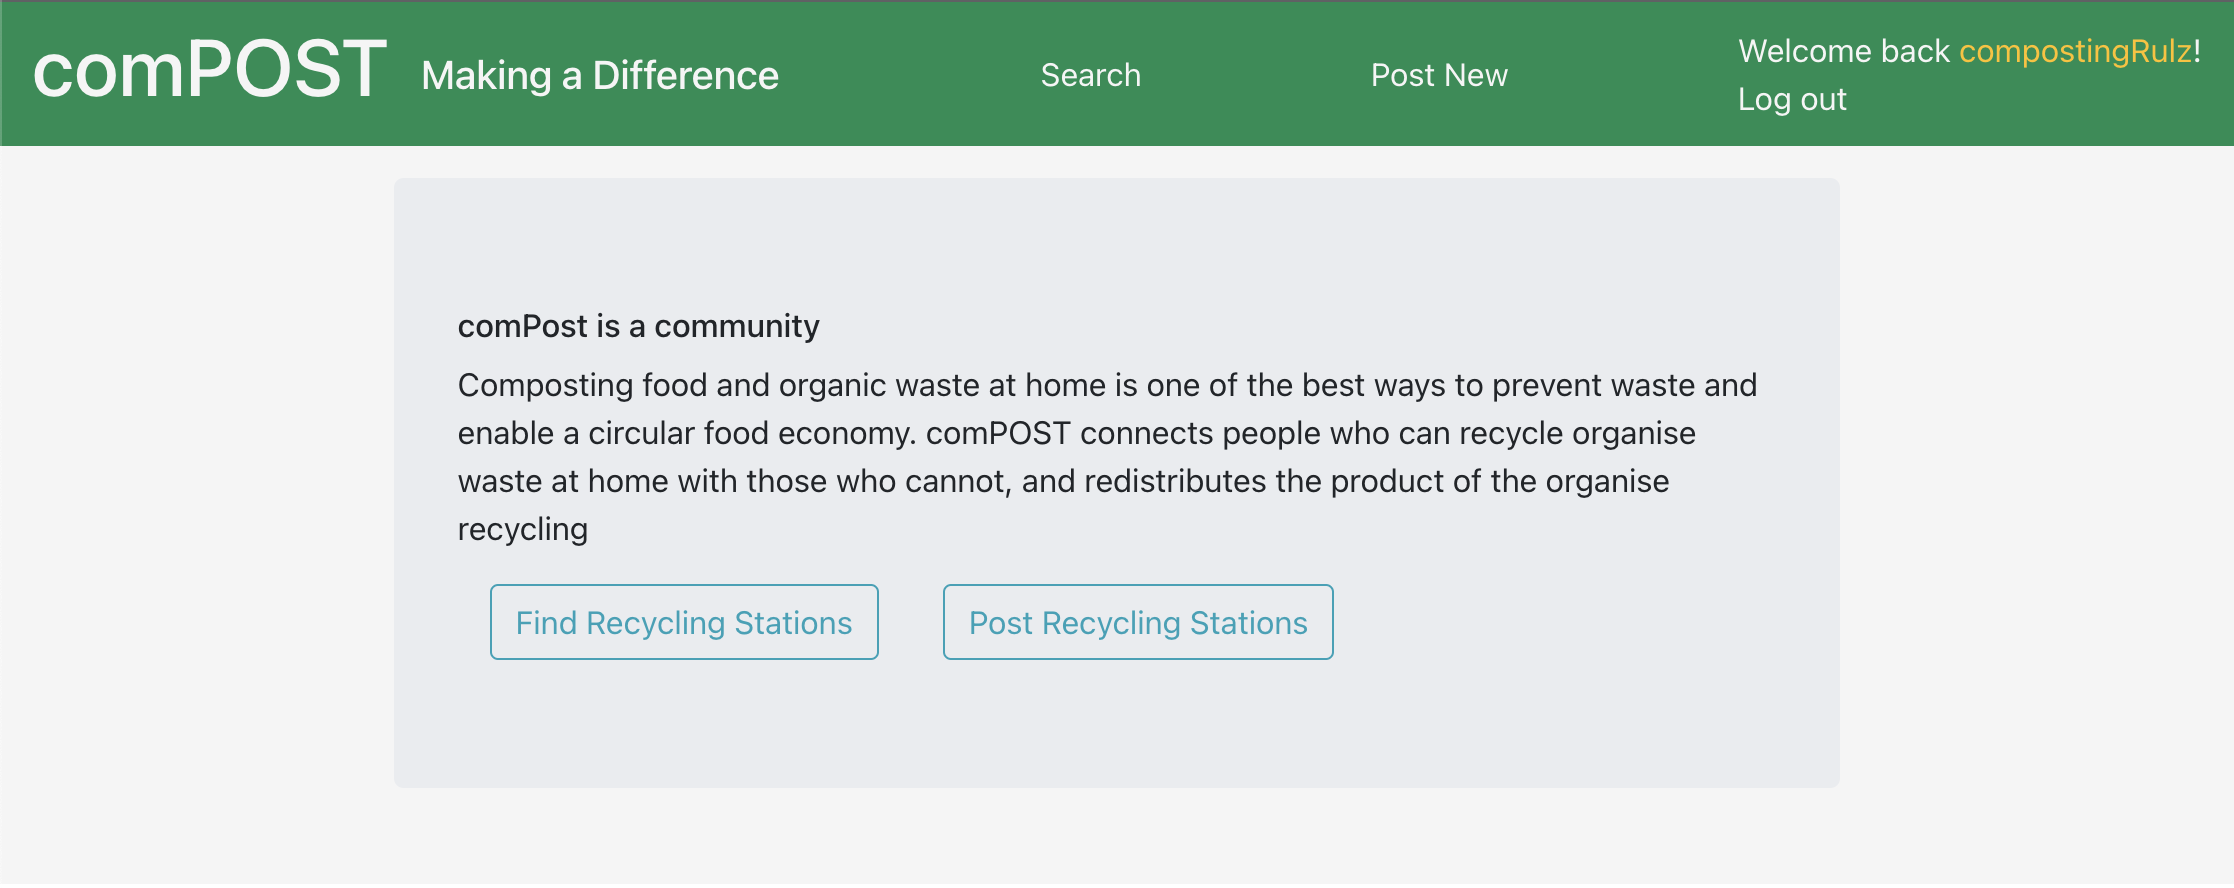 comPOST
Making a Difference
Search
Post New
Welcome back compostingRulz!
Log out
comPost is a community
Composting food and organic waste at home is one of the best ways to prevent waste and
enable a circular food economy. comPOST connects people who can recycle organise
waste at home with those who cannot, and redistributes the product of the organise
recycling
Find Recycling Stations
Post Recycling Stations